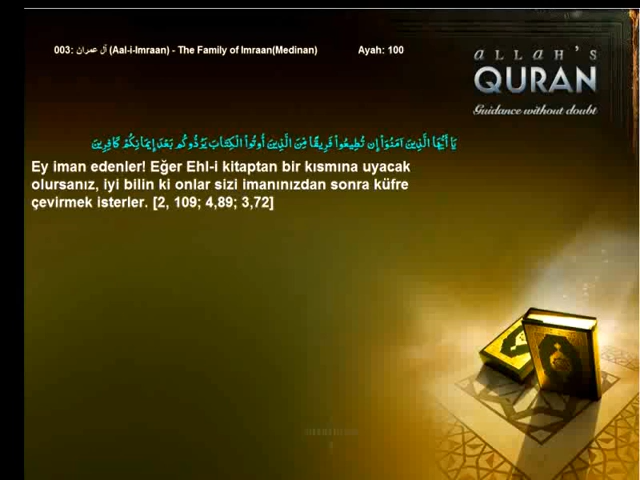 003: آل عمران (Aal-i-Imraan) - The Family of Imraan(Medinan) Ayah: 100
ALLAH'S
QURAN
Guidance without doubt
يَا أَيُّهَا الَّذِينَ آمَنُوَاْ إِن تُطِيعُواْ فَرِيقًا مِّنَ الَّذِينَ أُوتُواْ الْكِتَابَ يَرُدُّوكُم بَعْدَ إِيمَانِكُمْ كَافِرِينَ
Ey iman edenler! Eğer Ehl-i kitaptan bir kısmına uyacak
olursanız, iyi bilin ki onlar sizi imanınızdan sonra küfre
çevirmek isterler. [2, 109; 4,89; 3,72]